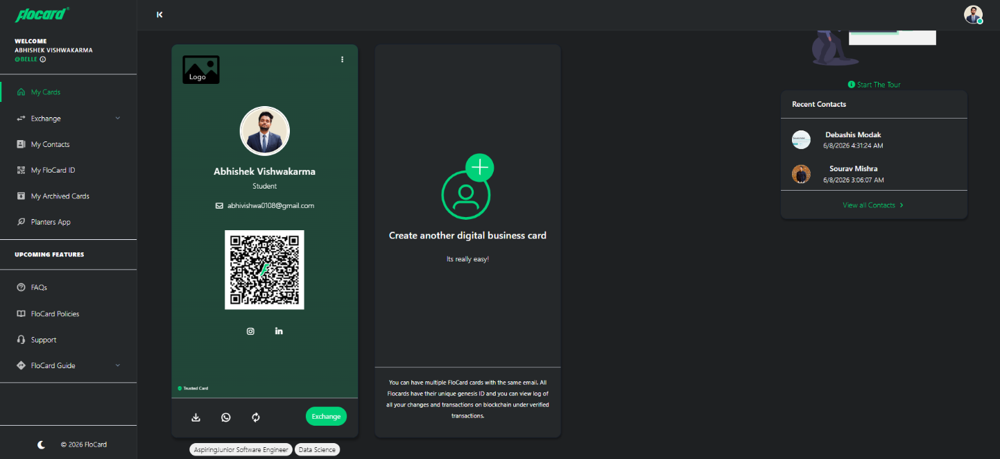 flocard®
WELCOME
ABHISHEK VISHWAKARMA
@BELLE
My Cards
Exchange
My Contacts
My FloCard ID
My Archived Cards
Planters App
UPCOMING FEATURES
FAQs
FloCard Policies
Support
FloCard Guide
© 2026 FloCard
Logo
Abhishek Vishwakarma
Student
abhivishwa0108@gmail.com
in
Trusted Card
Exchange
AspiringJunior Software Engineer
Data Science
Create another digital business card
Its really easy!
You can have multiple FloCard cards with the same email. All
Flocards have their unique genesis ID and you can view log of
all your changes and transactions on blockchain under verified
transactions.
Start The Tour
Recent Contacts
Debashis Modak
6/8/2026 4:31:24 AM
Sourav Mishra
6/8/2026 3:06:07 AM
View all Contacts